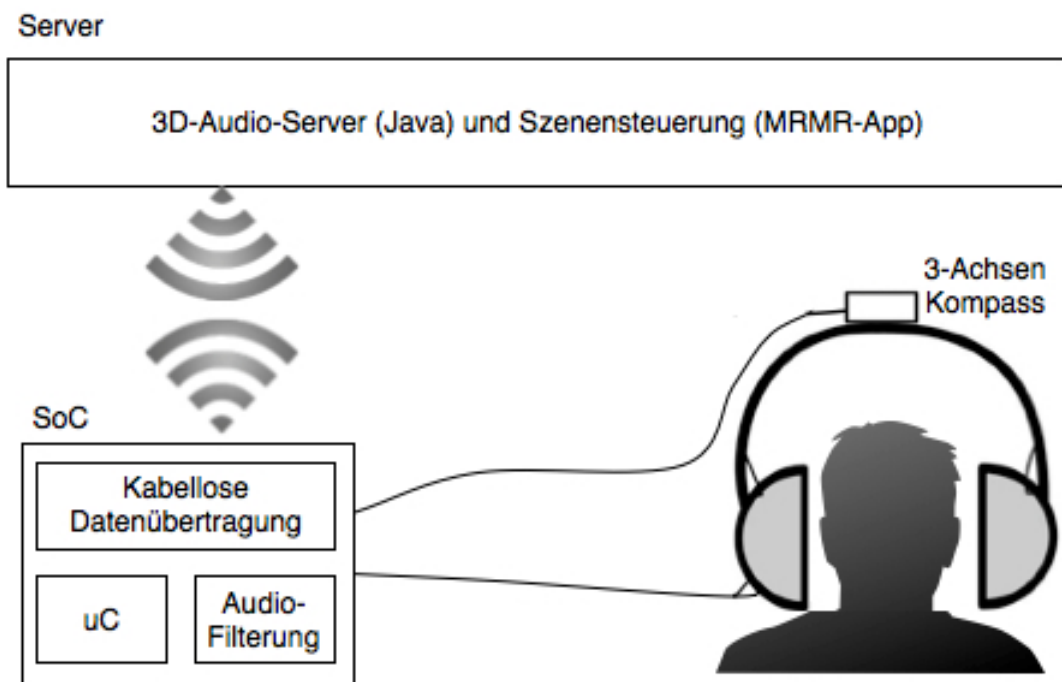 Server
3D-Audio-Server (Java) und Szenensteuerung (MRMR-App)
3-Achsen
Kompass
SoC
Kabellose
Datenübertragung
uC
Audio-
Filterung